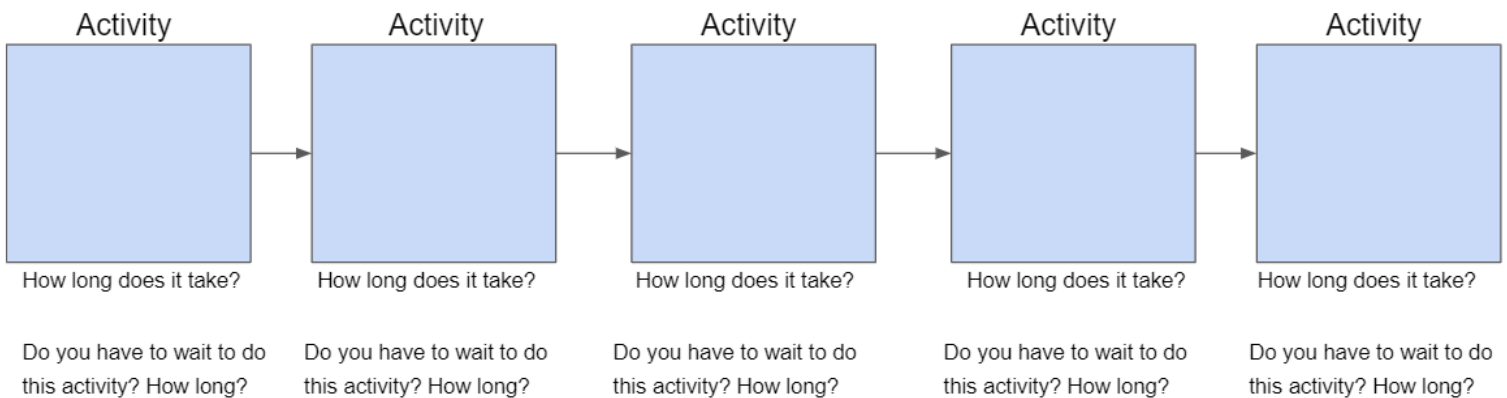 Activity
Activity
Activity
Activity
Activity
How long does it take?
How long does it take?
How long does it take?
How long does it take?
How long does it take?
Do you have to wait to do
this activity? How long?
Do you have to wait to do
this activity? How long?
Do you have to wait to do
this activity? How long?
Do you have to wait to do
this activity? How long?
Do you have to wait to do
this activity? How long?